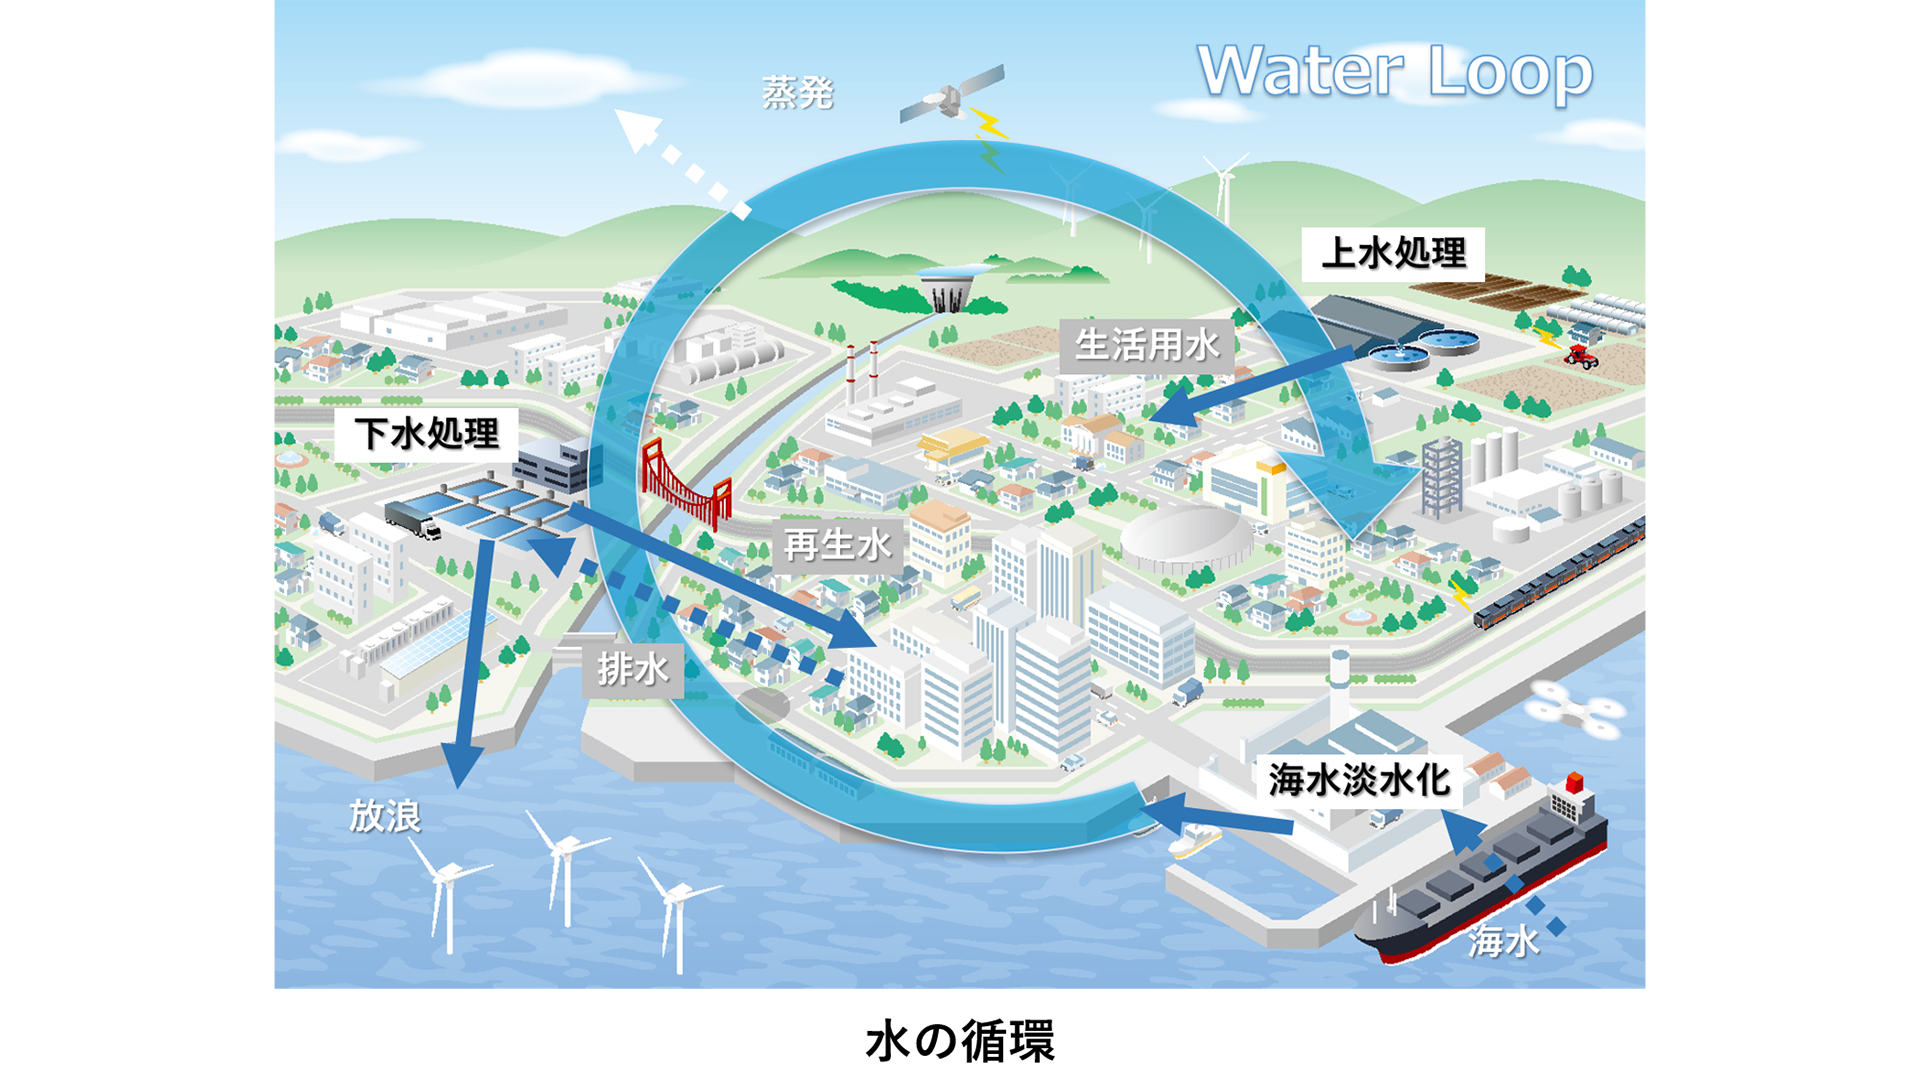 Water Loop
蒸発
上水処理
生活用水
下水処理
再生水
排水
海水淡水化
放浪
海水
水の循環